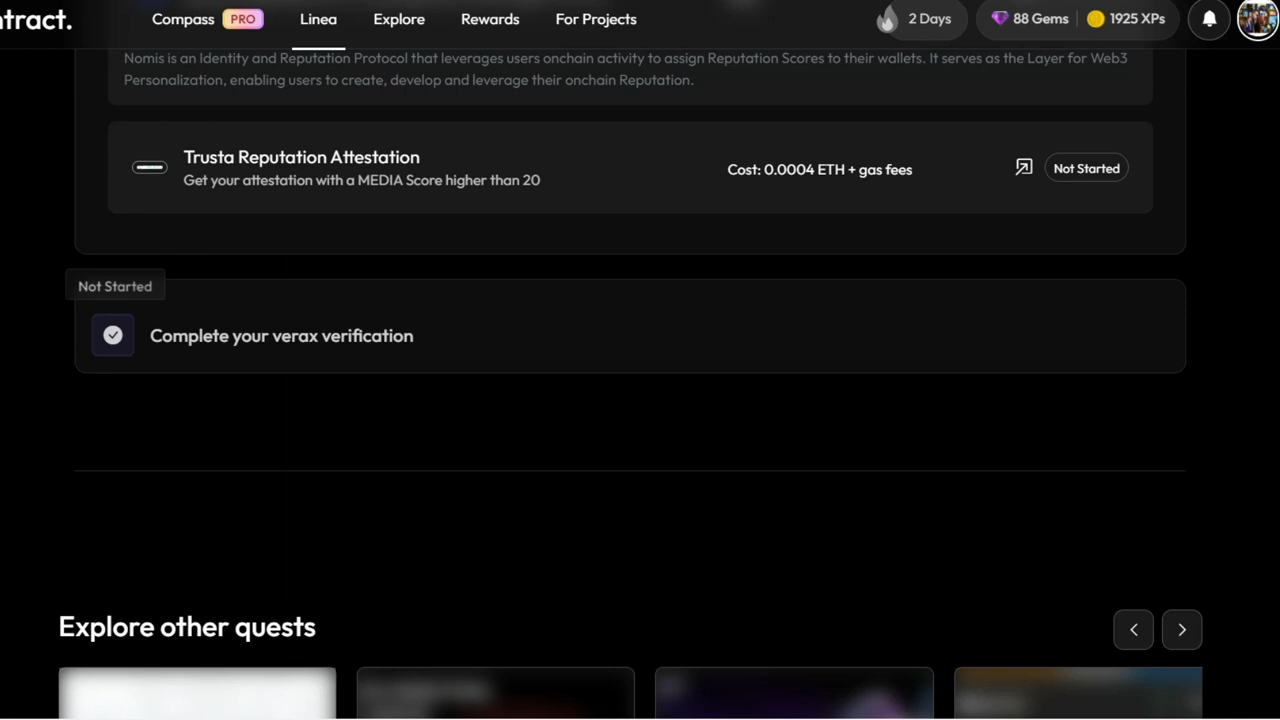 ntract.
Compass PRO Linea Explore Rewards For Projects 2 Days 88 Gems 1925 XPs
Nomis is an Identity and Reputation Protocol that leverages users onchain activity to assign Reputation Scores to their wallets. It serves as the Layer for Web3
Personalization, enabling users to create, develop and leverage their onchain Reputation.
Trusta Reputation Attestation
Get your attestation with a MEDIA Score higher than 20
Cost: 0.0004 ETH + gas fees
Not Started
Not Started
Complete your verax verification
Explore other quests